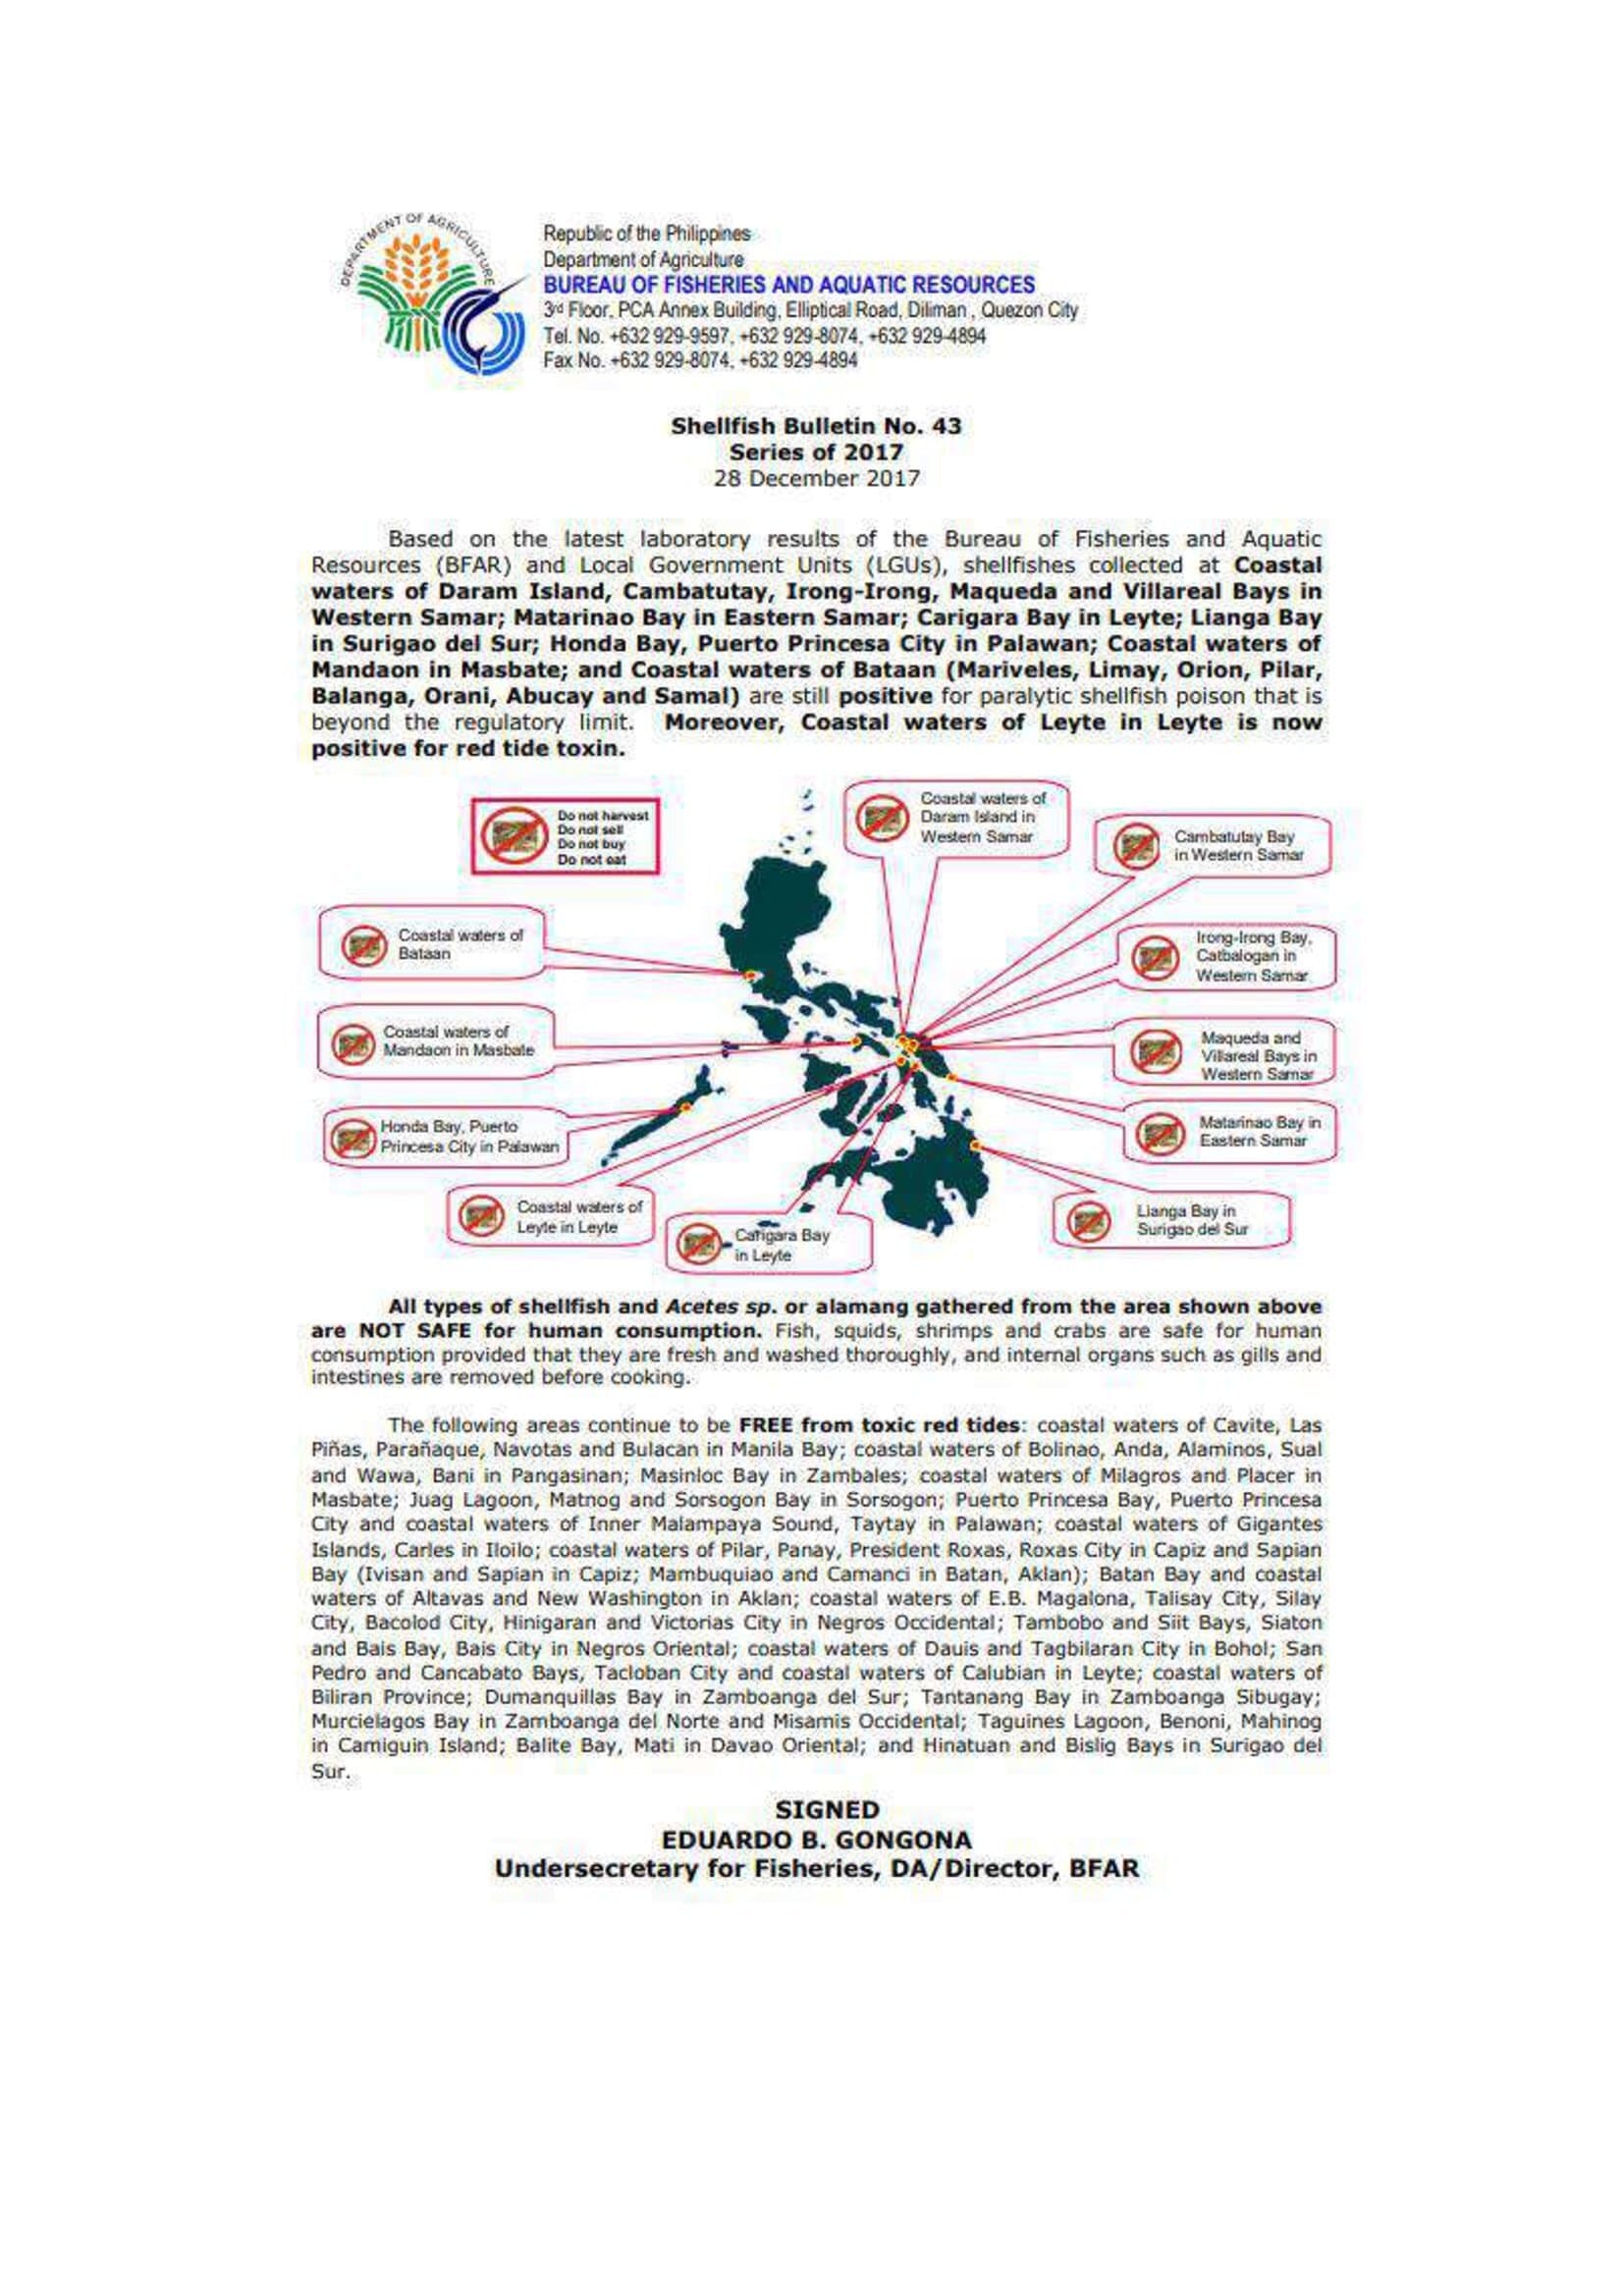 DEPARTMENT OF AGRICULTURE
Republic of the Philippines
Department of Agriculture
BUREAU OF FISHERIES AND AQUATIC RESOURCES
3rd Floor, PCA Annex Building, Elliptical Road, Diliman , Quezon City
Tel. No. +632 929-9597, +632 929-8074, +632 929-4894
Fax No. +632 929-8074, +632 929-4894
Shellfish Bulletin No. 43
Series of 2017
28 December 2017
Based on the latest laboratory results of the Bureau of Fisheries and Aquatic
Resources (BFAR) and Local Government Units (LGUs), shellfishes collected at Coastal
waters of Daram Island, Cambatutay, Irong-Irong, Maqueda and Villareal Bays in
Western Samar; Matarinao Bay in Eastern Samar; Carigara Bay in Leyte; Lianga Bay
in Surigao del Sur; Honda Bay, Puerto Princesa City in Palawan; Coastal waters of
Mandaon in Masbate; and Coastal waters of Bataan (Mariveles, Limay, Orion, Pilar,
Balanga, Orani, Abucay and Samal) are still positive for paralytic shellfish poison that is
beyond the regulatory limit. Moreover, Coastal waters of Leyte in Leyte is now
positive for red tide toxin.
Do not harvest
Do not sell
Do not buy
Do not eat
Coastal waters of
Daram Island in
Western Samar
Cambatutay Bay
in Western Samar
Coastal waters of
Bataan
Irong-Irong Bay,
Catbalogan in
Western Samar
Coastal waters of
Mandaon in Masbate
Maqueda and
Villareal Bays in
Western Samar
Honda Bay, Puerto
Princesa City in Palawan
Matarinao Bay in
Eastern Samar
Coastal waters of
Leyte in Leyte
Carigara Bay
in Leyte
Lianga Bay in
Surigao del Sur
All types of shellfish and Acetes sp. or alamang gathered from the area shown above
are NOT SAFE for human consumption. Fish, squids, shrimps and crabs are safe for human
consumption provided that they are fresh and washed thoroughly, and internal organs such as gills and
intestines are removed before cooking.
The following areas continue to be FREE from toxic red tides: coastal waters of Cavite, Las
Piñas, Parañaque, Navotas and Bulacan in Manila Bay; coastal waters of Bolinao, Anda, Alaminos, Sual
and Wawa, Bani in Pangasinan; Masinloc Bay in Zambales; coastal waters of Milagros and Placer in
Masbate; Juag Lagoon, Matnog and Sorsogon Bay in Sorsogon; Puerto Princesa Bay, Puerto Princesa
City and coastal waters of Inner Malampaya Sound, Taytay in Palawan; coastal waters of Gigantes
Islands, Carles in Iloilo; coastal waters of Pilar, Panay, President Roxas, Roxas City in Capiz and Sapian
Bay (Ivisan and Sapian in Capiz; Mambuquiao and Camanci in Batan, Aklan); Batan Bay and coastal
waters of Altavas and New Washington in Aklan; coastal waters of E.B. Magalona, Talisay City, Silay
City, Bacolod City, Hinigaran and Victorias City in Negros Occidental; Tambobo and Siit Bays, Siaton
and Bais Bay, Bais City in Negros Oriental; coastal waters of Dauis and Tagbilaran City in Bohol; San
Pedro and Cancabato Bays, Tacloban City and coastal waters of Calubian in Leyte; coastal waters of
Biliran Province; Dumanquillas Bay in Zamboanga del Sur; Tantanang Bay in Zamboanga Sibugay;
Murcielagos Bay in Zamboanga del Norte and Misamis Occidental; Taguines Lagoon, Benoni, Mahinog
in Camiguin Island; Balite Bay, Mati in Davao Oriental; and Hinatuan and Bislig Bays in Surigao del
Sur.
SIGNED
EDUARDO B. GONGONA
Undersecretary for Fisheries, DA/Director, BFAR